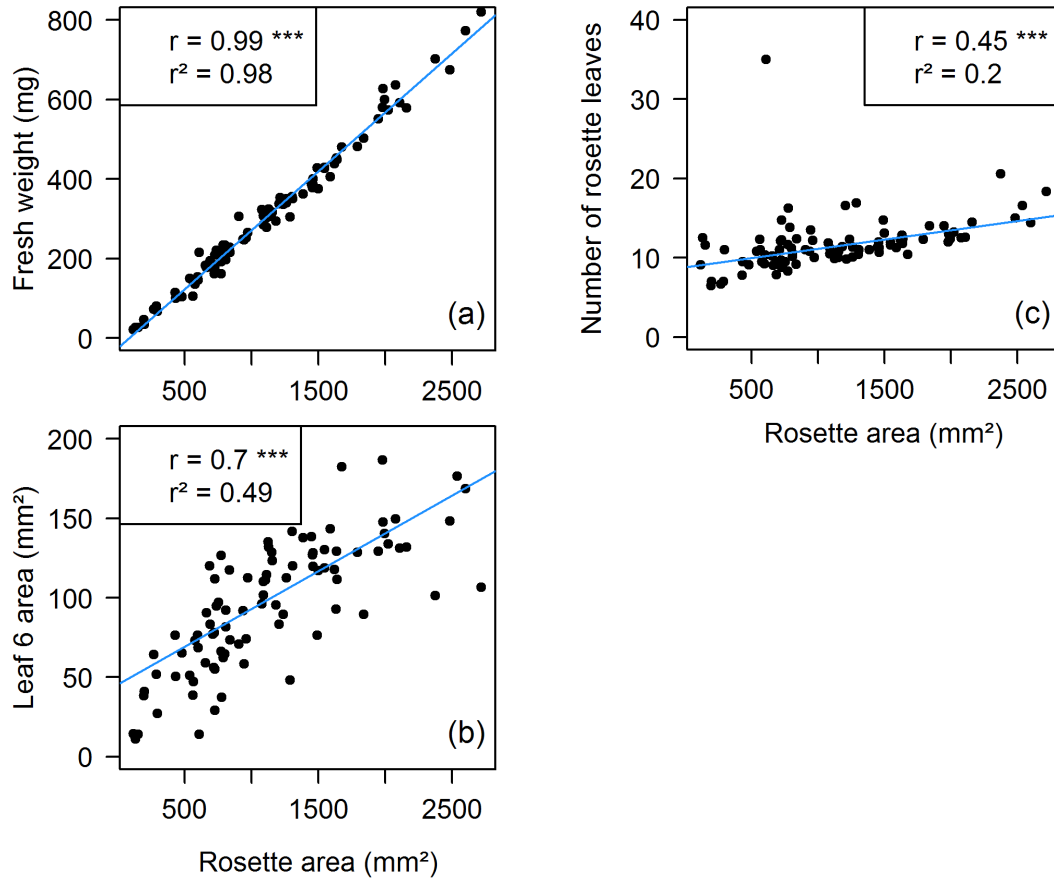 Fresh weight (mg)
800
600
400
200
0
r = 0.99 ***
r² = 0.98
(a)
500 1500 2500
Number of rosette leaves
40
30
20
10
0
r = 0.45 ***
r² = 0.2
(c)
500 1500 2500
Rosette area (mm²)
Leaf 6 area (mm²)
200
150
100
50
0
r = 0.7 ***
r² = 0.49
(b)
500 1500 2500
Rosette area (mm²)